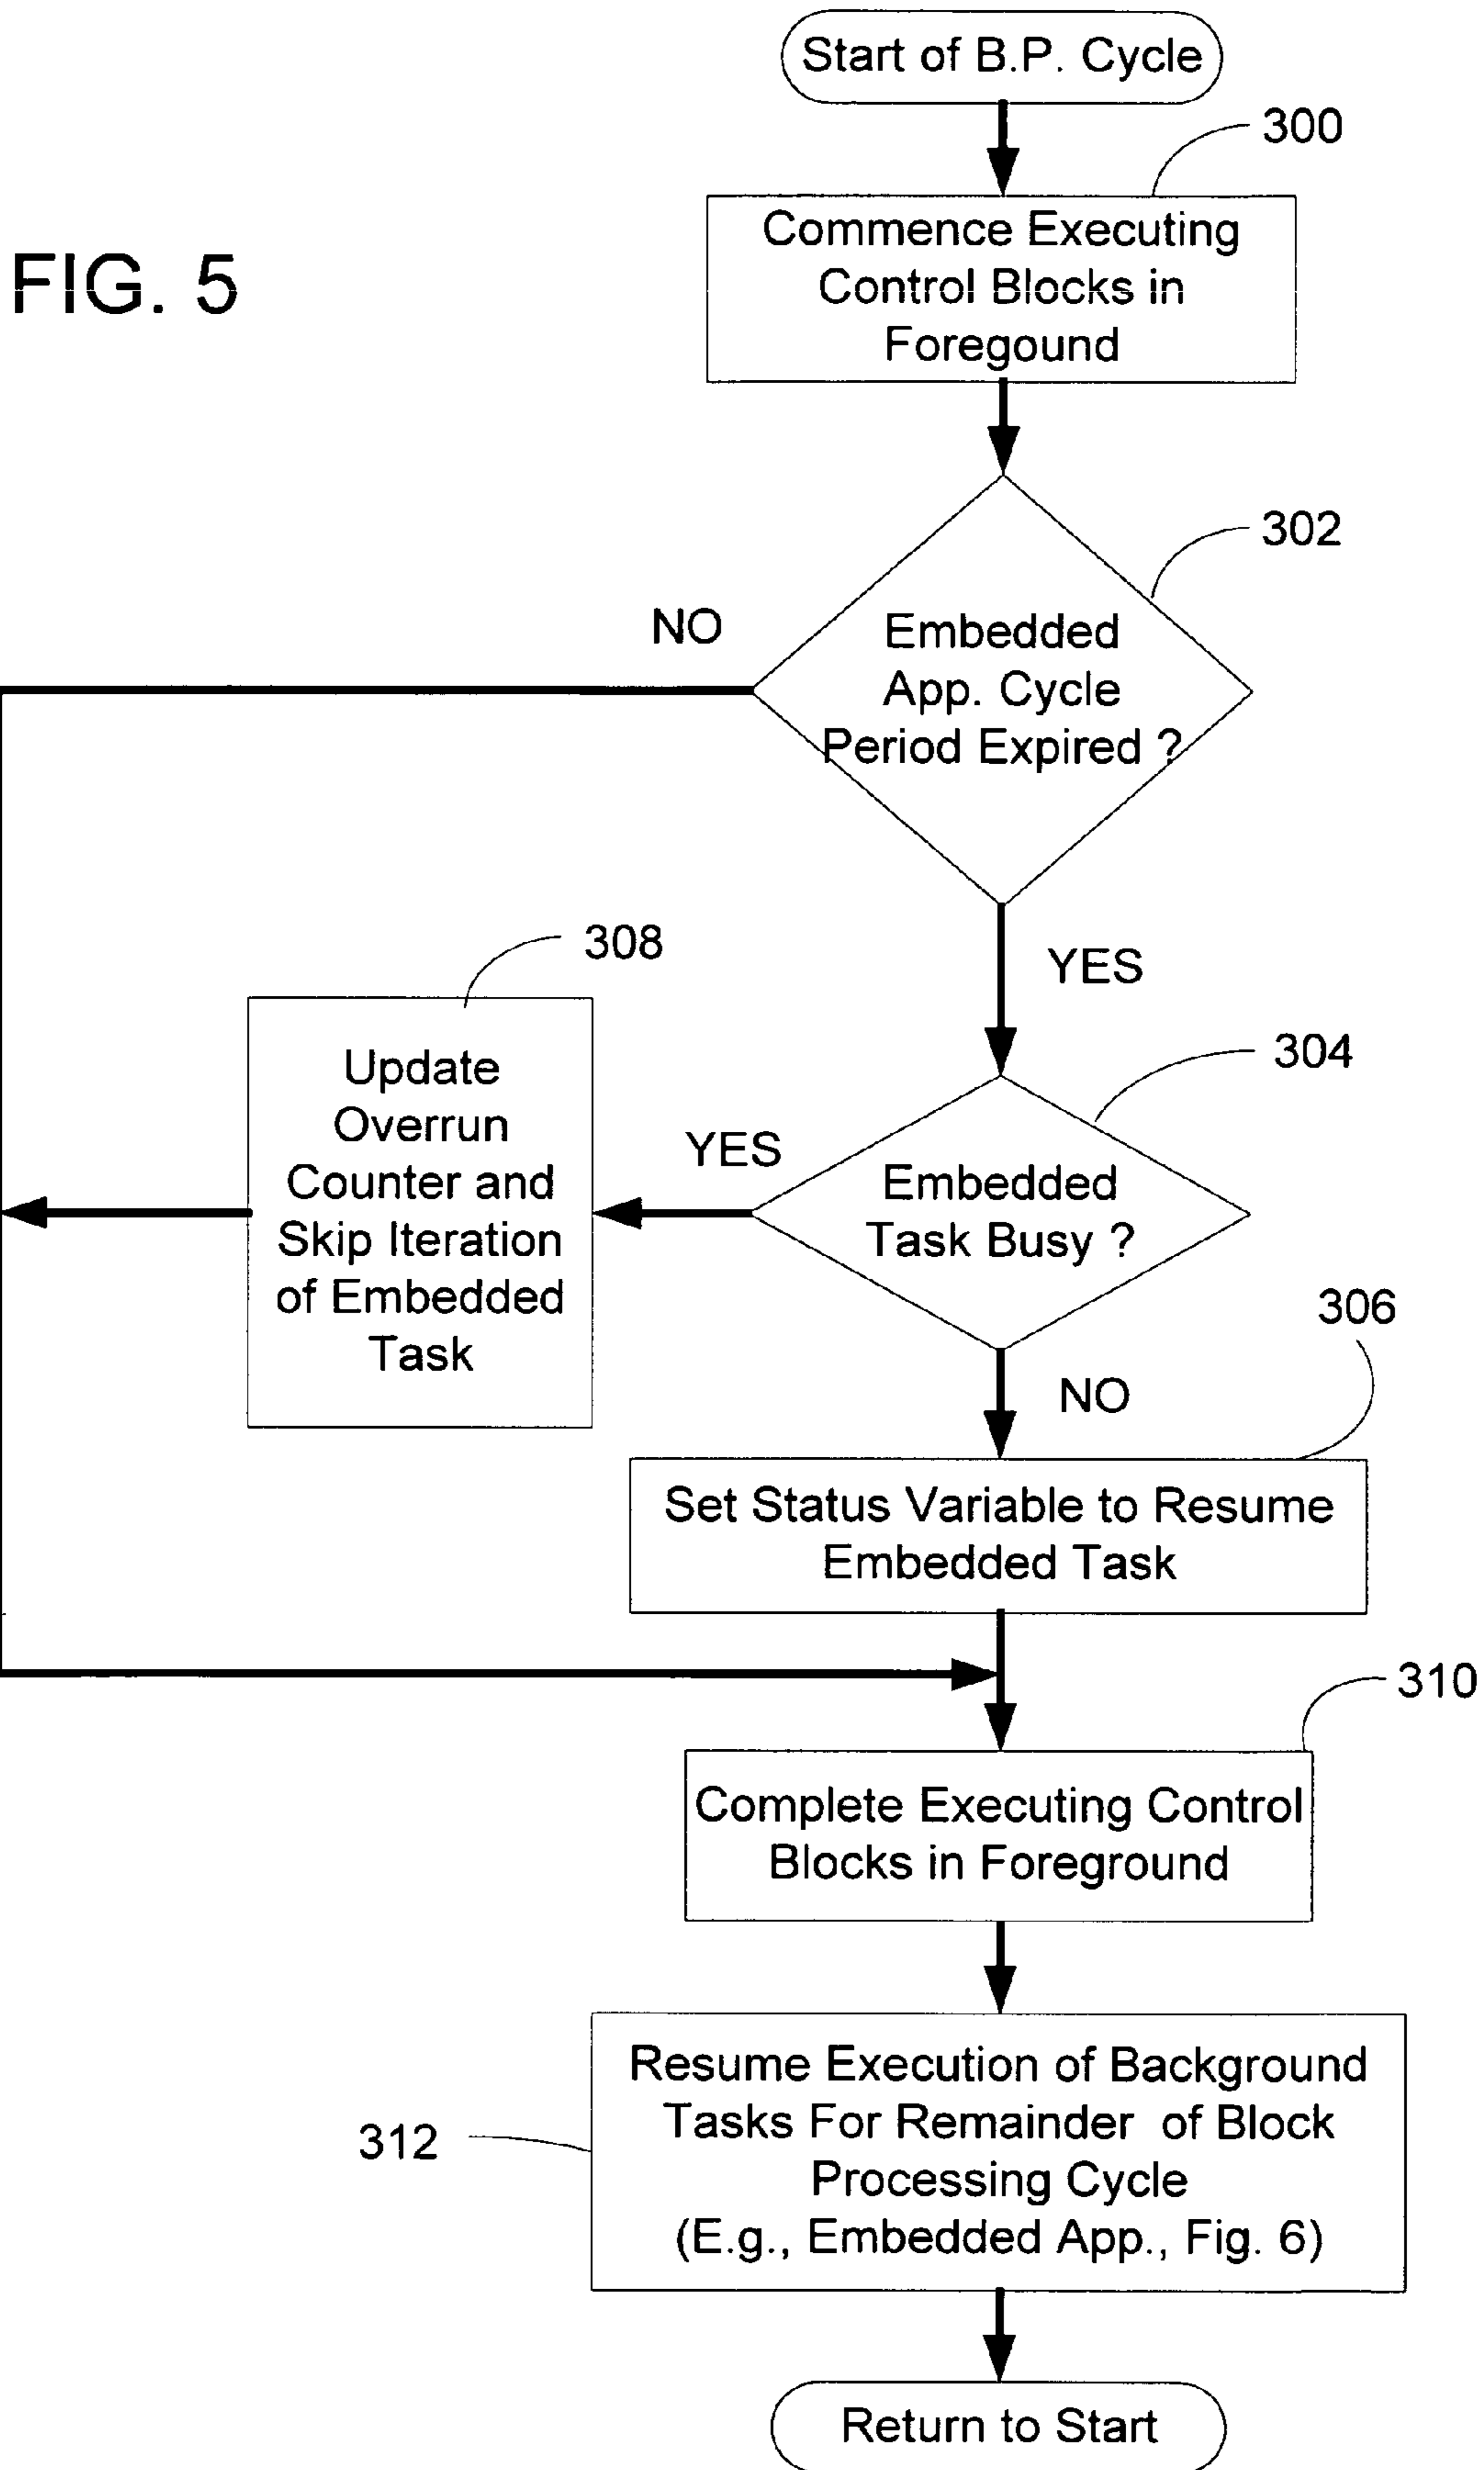 Start of B.P. Cycle
300
Commence Executing
Control Blocks in
Foregound
FIG. 5
302
NO
Embedded
App. Cycle
Period Expired ?
YES
308
Update
Overrun
Counter and
Skip Iteration
of Embedded
Task
304
YES
Embedded
Task Busy ?
306
NO
Set Status Variable to Resume
Embedded Task
310
Complete Executing Control
Blocks in Foreground
312
Resume Execution of Background
Tasks For Remainder of Block
Processing Cycle
(E.g., Embedded App., Fig. 6)
Return to Start